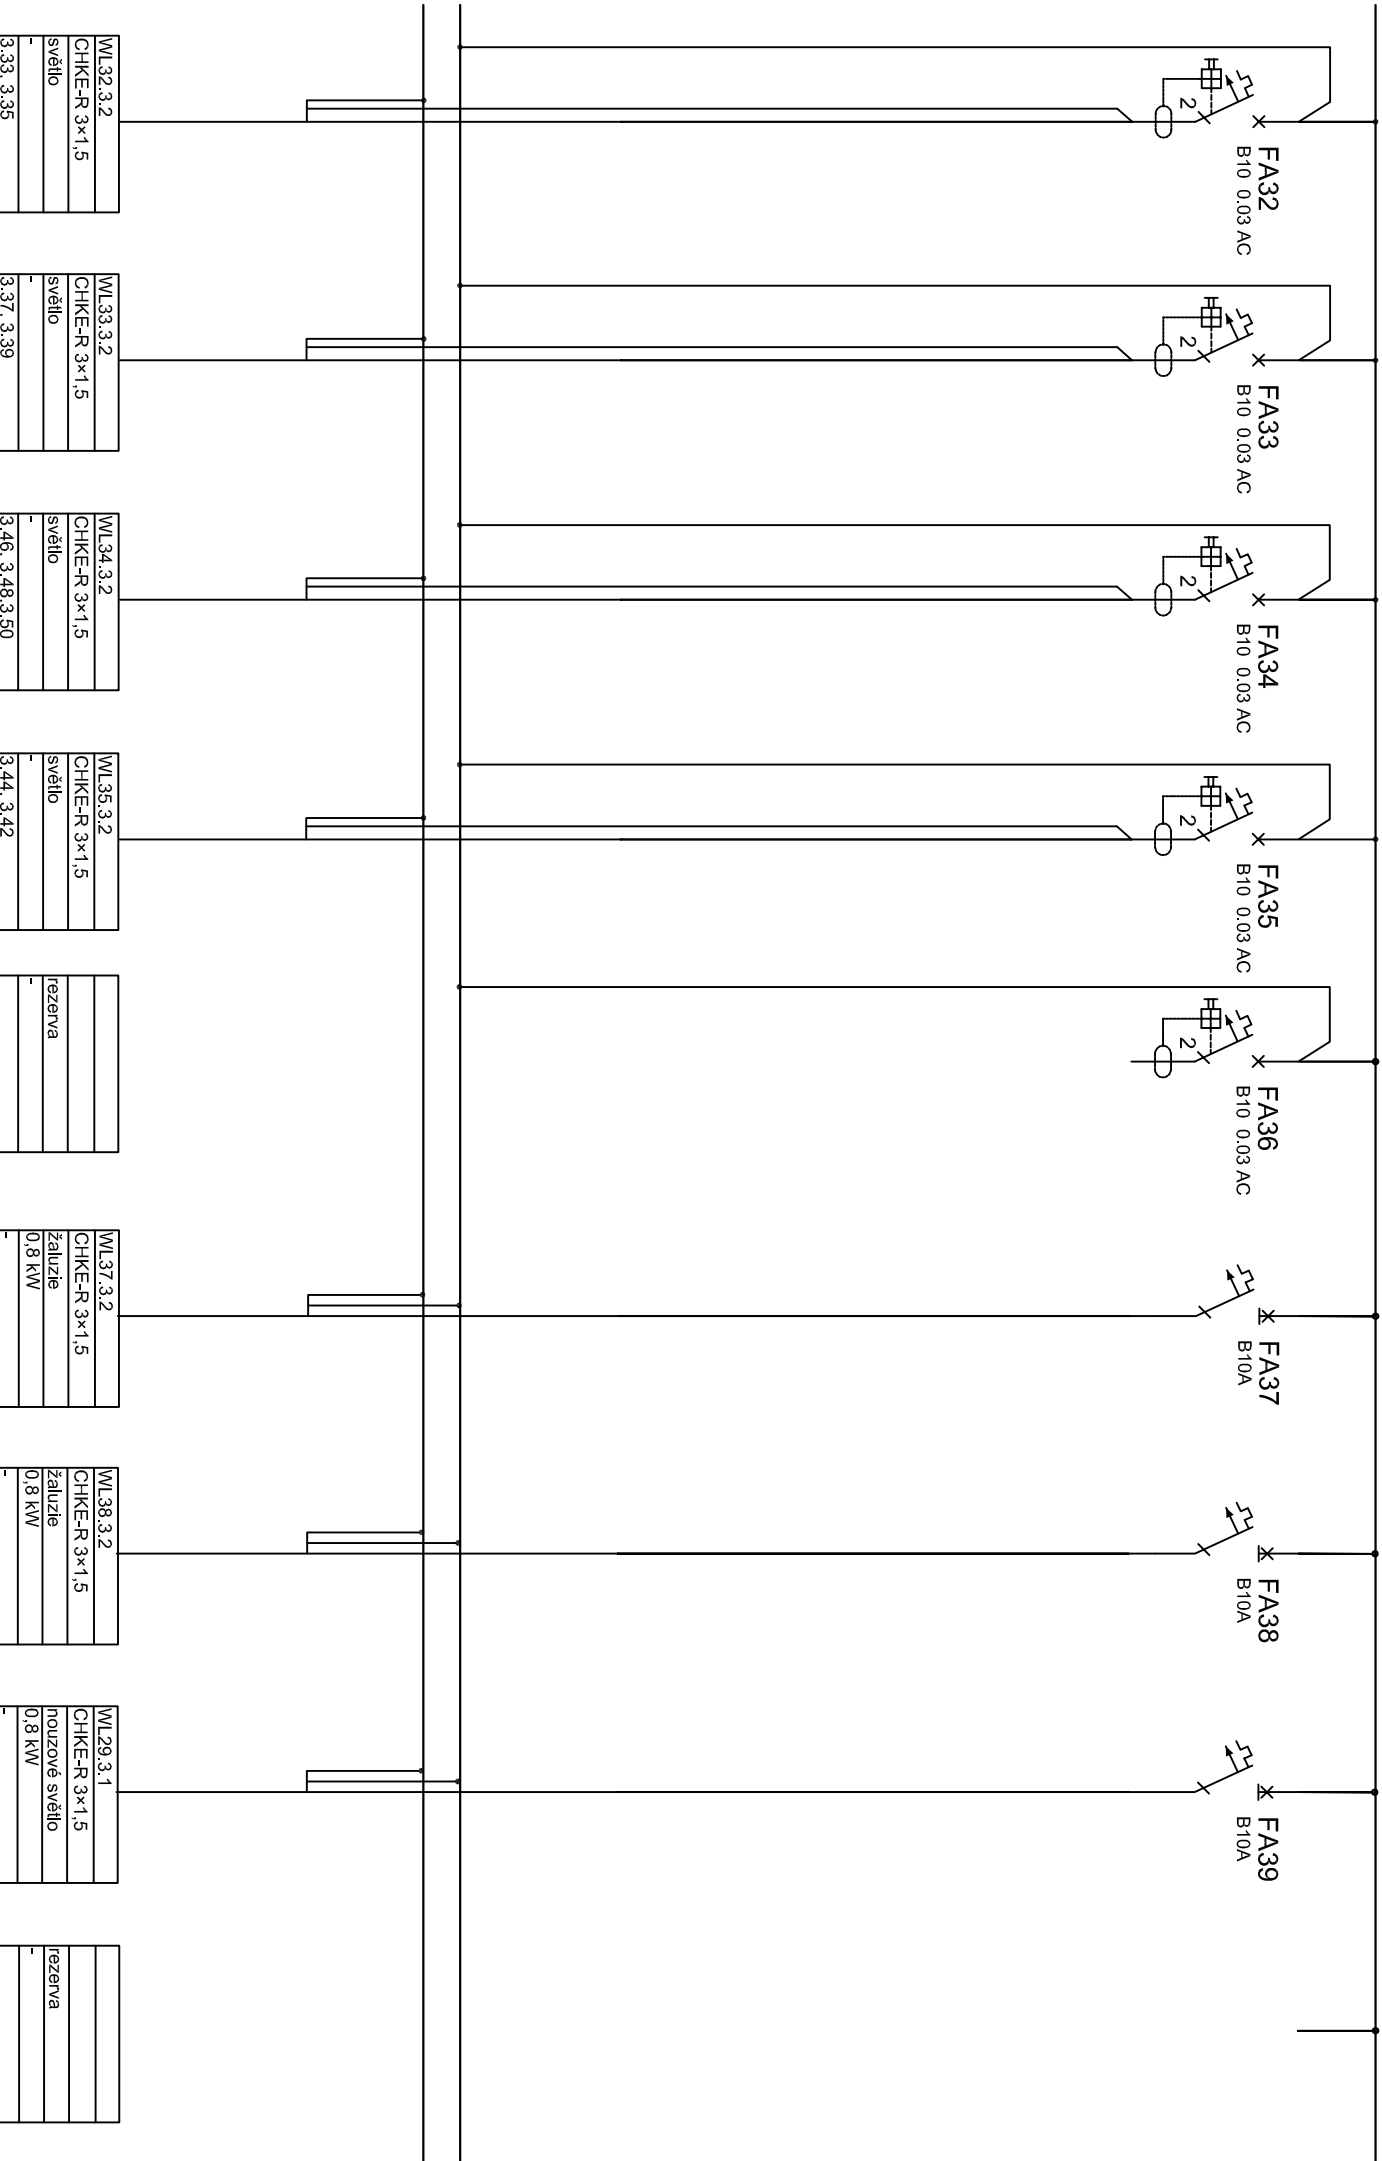 FA32
B10 0.03 AC
2
FA33
B10 0.03 AC
2
FA34
B10 0.03 AC
2
FA35
B10 0.03 AC
2
FA36
B10 0.03 AC
2
FA37
B10A
FA38
B10A
FA39
B10A
WL32.3.2
CHKE-R 3×1,5
světlo
-
3.33, 3.35
WL33.3.2
CHKE-R 3×1,5
světlo
-
3.37, 3.39
WL34.3.2
CHKE-R 3×1,5
světlo
-
3.46, 3.48,3.50
WL35.3.2
CHKE-R 3×1,5
světlo
-
3.44, 3.42
rezerva
-
WL37.3.2
CHKE-R 3×1,5
žaluzie
0,8 kW
-
WL38.3.2
CHKE-R 3×1,5
žaluzie
0,8 kW
-
WL29.3.1
CHKE-R 3×1,5
nouzové světlo
0,8 kW
-
rezerva
-